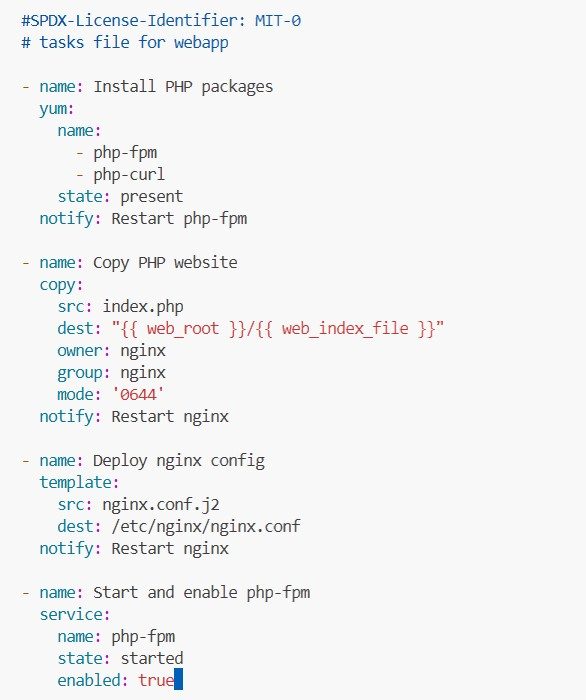 #SPDX-License-Identifier: MIT-0
# tasks file for webapp

- name: Install PHP packages
  yum:
    name:
      - php-fpm
      - php-curl
    state: present
  notify: Restart php-fpm

- name: Copy PHP website
  copy:
    src: index.php
    dest: "{{ web_root }}/{{ web_index_file }}"
    owner: nginx
    group: nginx
    mode: '0644'
  notify: Restart nginx

- name: Deploy nginx config
  template:
    src: nginx.conf.j2
    dest: /etc/nginx/nginx.conf
  notify: Restart nginx

- name: Start and enable php-fpm
  service:
    name: php-fpm
    state: started
    enabled: true